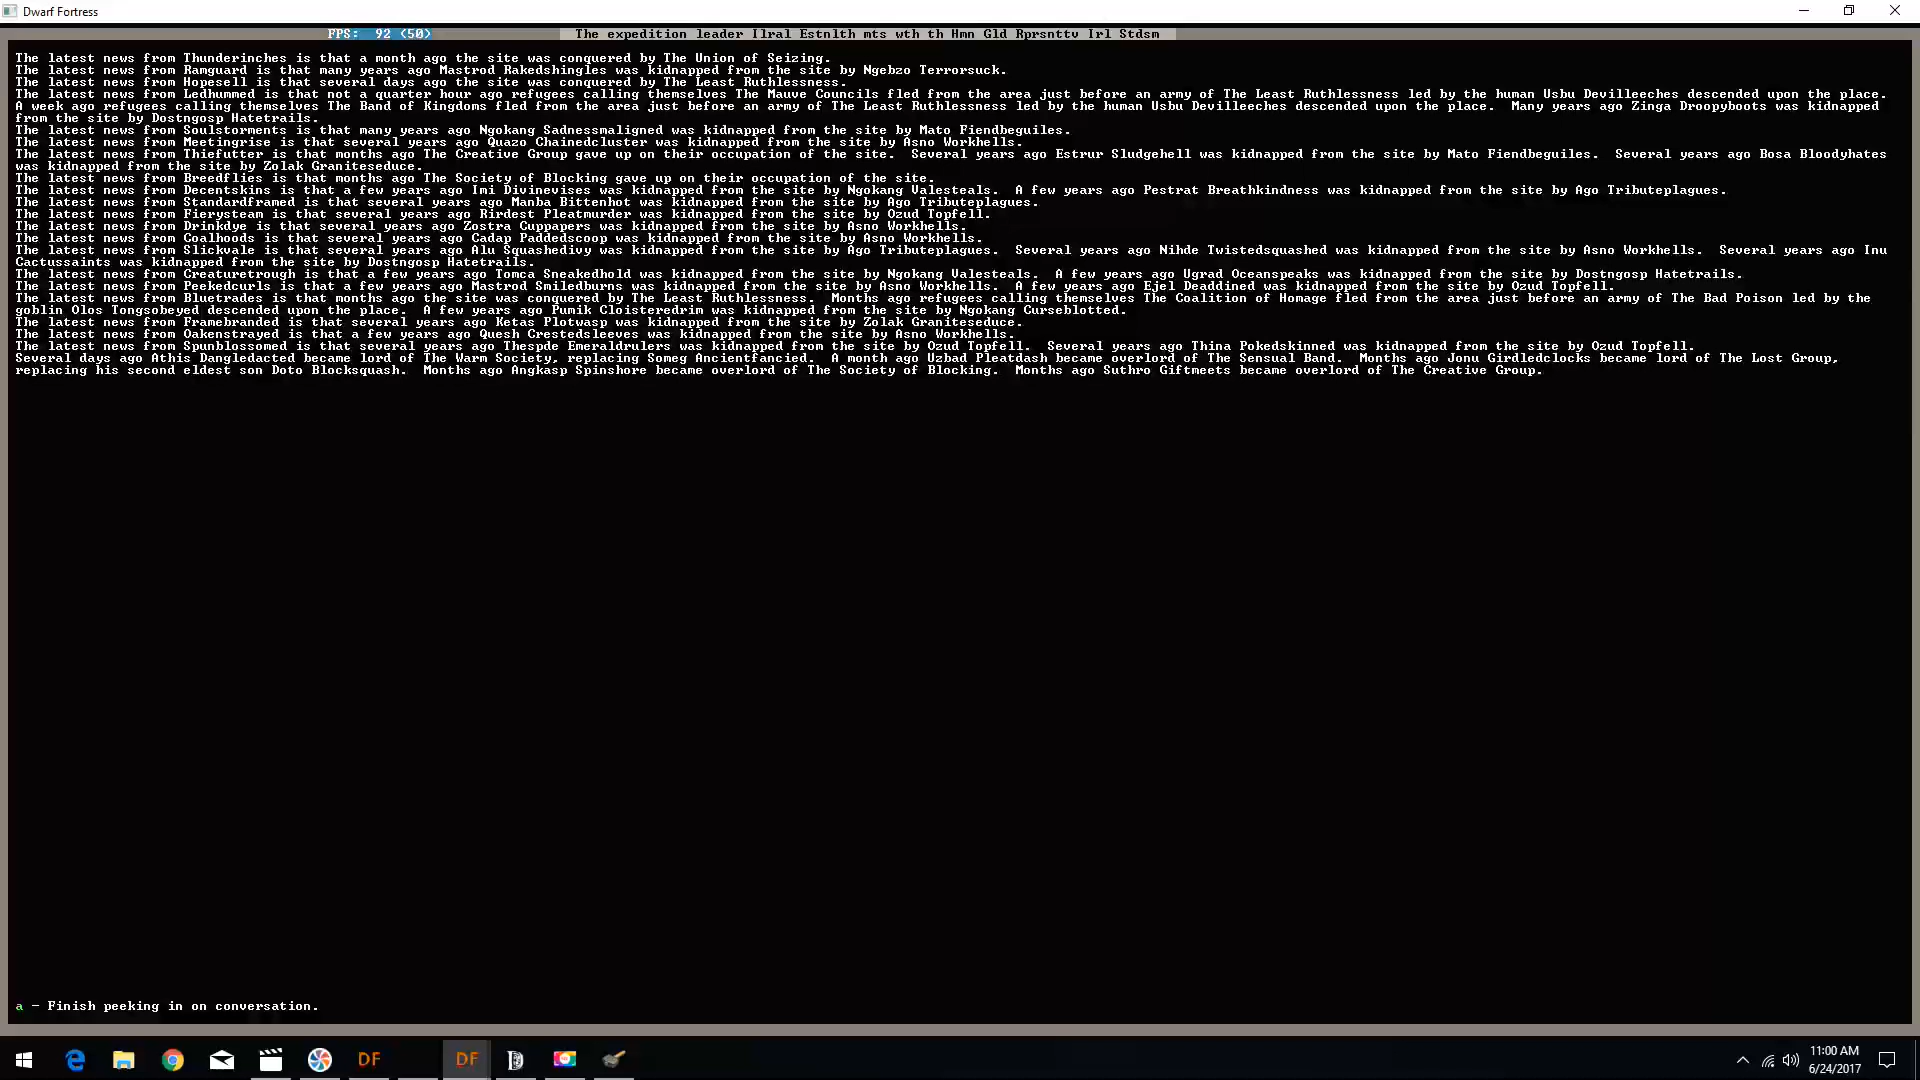 Dwarf Fortress
FPS:  92 (50)
The expedition leader Ilral Estnlth mts wth th Hmn Gld Rprsnttv Irl Stdsm
The latest news from Thunderinches is that a month ago the site was conquered by The Union of Seizing.
The latest news from Ramguard is that many years ago Mastrod Rakedshingles was kidnapped from the site by Ngebzo Terrorsuck.
The latest news from Hopesell is that several days ago the site was conquered by The Least Ruthlessness.
The latest news from Ledhummed is that not a quarter hour ago refugees calling themselves The Mauve Councils fled from the area just before an army of The Least Ruthlessness led by the human Usbu Devilleeches descended upon the place.
A week ago refugees calling themselves The Band of Kingdoms fled from the area just before an army of The Least Ruthlessness led by the human Usbu Devilleeches descended upon the place.  Many years ago Zinga Droopyboots was kidnapped
from the site by Dostngosp Hatetrails.
The latest news from Soulstorments is that many years ago Ngokang Sadnessmaligned was kidnapped from the site by Mato Fiendbeguiles.
The latest news from Meetingrise is that several years ago Quazo Chainedcluster was kidnapped from the site by Asno Workhells.
The latest news from Thiefutter is that months ago The Creative Group gave up on their occupation of the site.  Several years ago Estrur Sludgehell was kidnapped from the site by Mato Fiendbeguiles.  Several years ago Bosa Bloodyhates
was kidnapped from the site by Zolak Graniteseduce.
The latest news from Breedflies is that months ago The Society of Blocking gave up on their occupation of the site.
The latest news from Decentskins is that a few years ago Imi Divinevises was kidnapped from the site by Ngokang Valesteals.  A few years ago Pestrat Breathkindness was kidnapped from the site by Ago Tributeplagues.
The latest news from Standardframed is that several years ago Manba Bittenhot was kidnapped from the site by Ago Tributeplagues.
The latest news from Fierysteam is that several years ago Rirdest Pleatmurder was kidnapped from the site by Ozud Topfell.
The latest news from Drinkdye is that several years ago Zostra Cuppapers was kidnapped from the site by Asno Workhells.
The latest news from Coalhoods is that several years ago Cadap Paddedscoop was kidnapped from the site by Asno Workhells.
The latest news from Slickvale is that several years ago Alu Squashedivy was kidnapped from the site by Ago Tributeplagues.  Several years ago Nihde Twistedsquashed was kidnapped from the site by Asno Workhells.  Several years ago Inu
Cactussaints was kidnapped from the site by Dostngosp Hatetrails.
The latest news from Creaturetrough is that a few years ago Tomca Sneakedhold was kidnapped from the site by Ngokang Valesteals.  A few years ago Ugrad Oceanspeaks was kidnapped from the site by Dostngosp Hatetrails.
The latest news from Peekedcurls is that a few years ago Mastrod Smiledburns was kidnapped from the site by Asno Workhells.  A few years ago Ejel Deaddined was kidnapped from the site by Ozud Topfell.
The latest news from Bluetrades is that months ago the site was conquered by The Least Ruthlessness.  Months ago refugees calling themselves The Coalition of Homage fled from the area just before an army of The Bad Poison led by the
goblin Olos Tongsobeyed descended upon the place.  A few years ago Pumik Cloisteredrim was kidnapped from the site by Ngokang Curseblotted.
The latest news from Framebranded is that several years ago Ketas Plotwasp was kidnapped from the site by Zolak Graniteseduce.
The latest news from Oakenstrayed is that a few years ago Quesh Crestedsleeves was kidnapped from the site by Asno Workhells.
The latest news from Spunblossomed is that several years ago Thespde Emeraldrulers was kidnapped from the site by Ozud Topfell.  Several years ago Thina Pokedskinned was kidnapped from the site by Ozud Topfell.
Several days ago Athis Dangledacted became lord of The Warm Society, replacing Someg Ancientfancied.  A month ago Uzbad Pleatdash became overlord of The Sensual Band.  Months ago Jonu Girdledclocks became lord of The Lost Group,
replacing his second eldest son Doto Blocksquash.  Months ago Angkasp Spinshore became overlord of The Society of Blocking.  Months ago Suthro Giftmeets became overlord of The Creative Group.
a - Finish peeking in on conversation.
DF
DF
11:00 AM
6/24/2017